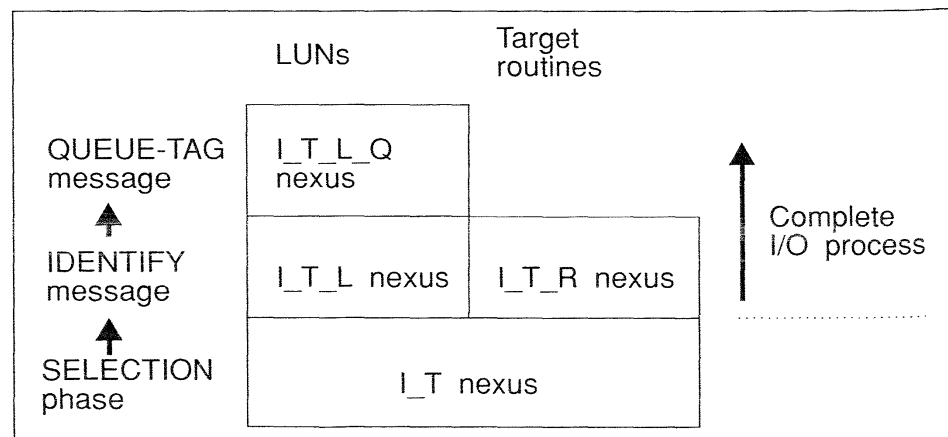 LUNs
Target
routines
QUEUE-TAG
message
I_T_L_Q
nexus
IDENTIFY
message
I_T_L nexus
I_T_R nexus
Complete
I/O process
SELECTION
phase
I_T nexus